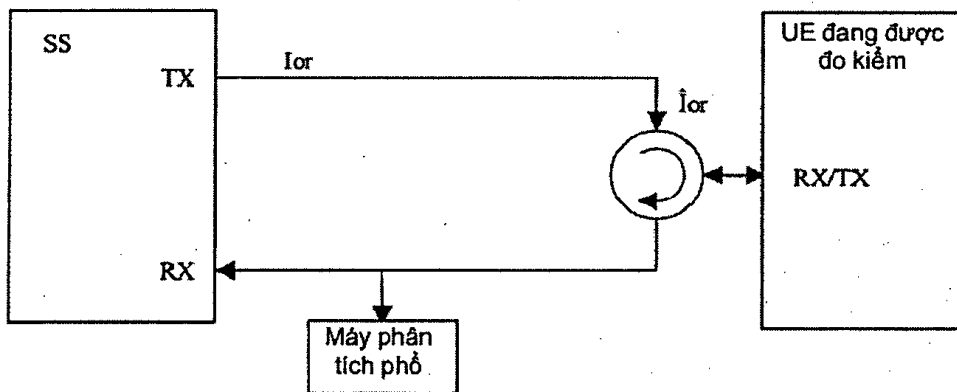 SS
UE đang được
đo kiểm
TX
Ior
Îor
RX/TX
RX
Máy phân
tích phổ